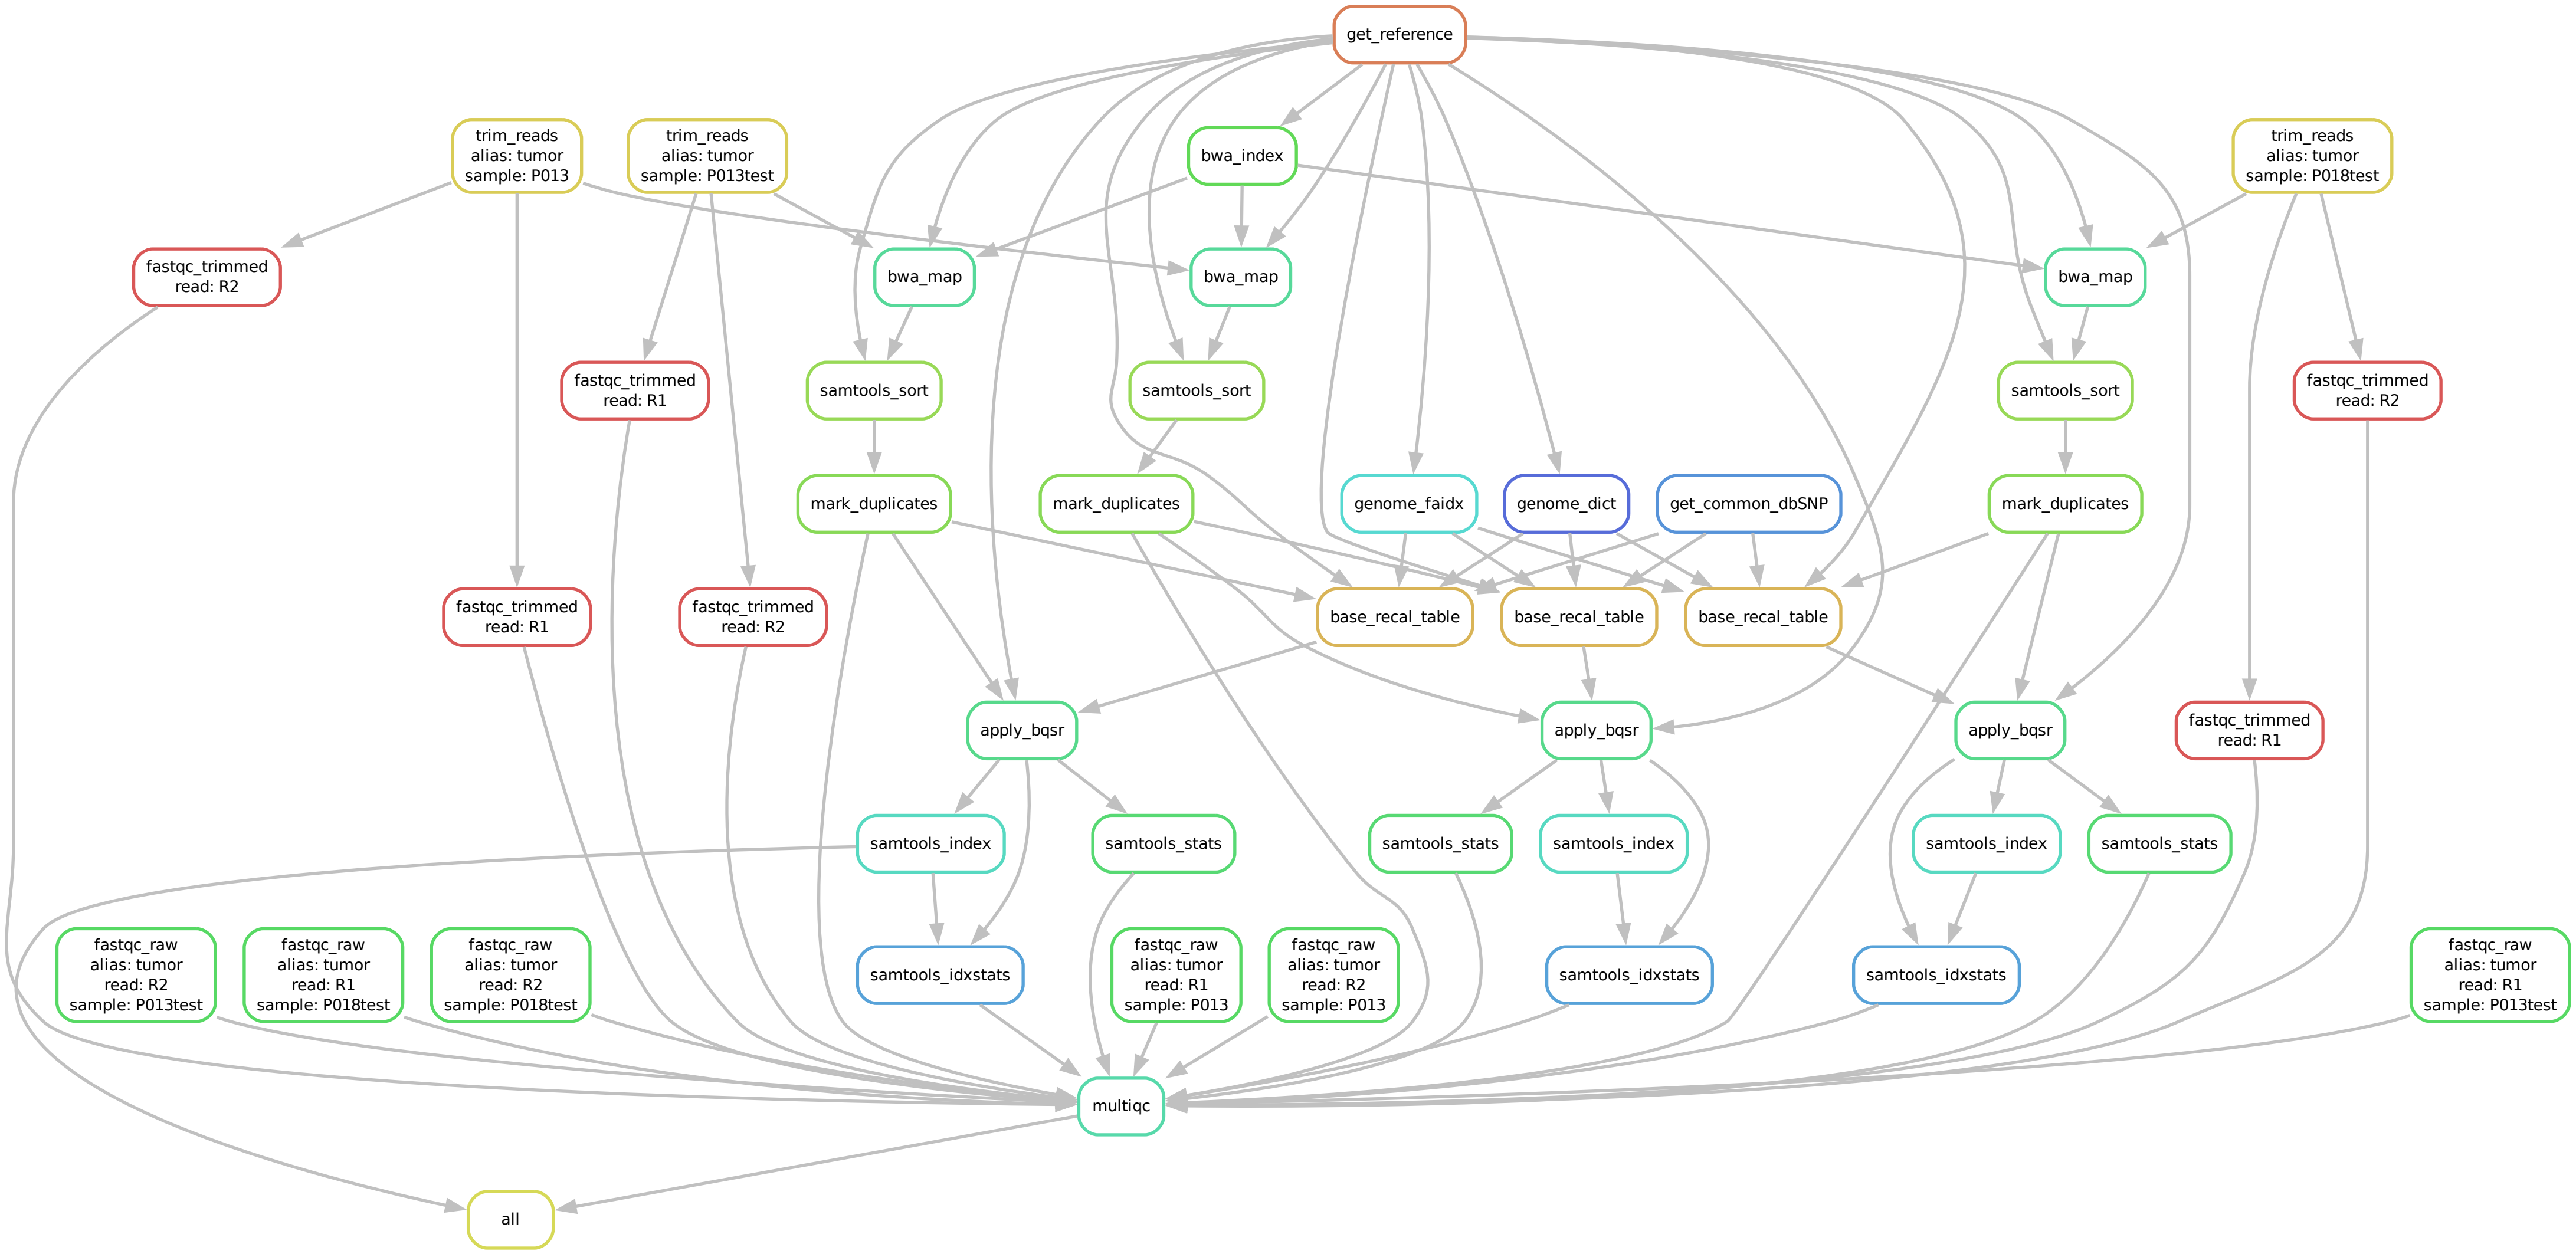 get_reference
trim_reads
alias: tumor
sample: P013
trim_reads
alias: tumor
sample: P013test
bwa_index
trim_reads
alias: tumor
sample: P018test
fastqc_trimmed
read: R2
bwa_map
bwa_map
bwa_map
fastqc_trimmed
read: R1
samtools_sort
samtools_sort
samtools_sort
fastqc_trimmed
read: R2
mark_duplicates
mark_duplicates
genome_faidx
genome_dict
get_common_dbSNP
mark_duplicates
fastqc_trimmed
read: R1
fastqc_trimmed
read: R2
base_recal_table
base_recal_table
base_recal_table
apply_bqsr
apply_bqsr
apply_bqsr
fastqc_trimmed
read: R1
samtools_index
samtools_stats
samtools_stats
samtools_index
samtools_index
samtools_stats
fastqc_raw
alias: tumor
read: R2
sample: P013test
fastqc_raw
alias: tumor
read: R1
sample: P018test
fastqc_raw
alias: tumor
read: R2
sample: P018test
samtools_idxstats
fastqc_raw
alias: tumor
read: R1
sample: P013
fastqc_raw
alias: tumor
read: R2
sample: P013
samtools_idxstats
samtools_idxstats
fastqc_raw
alias: tumor
read: R1
sample: P013test
multiqc
all